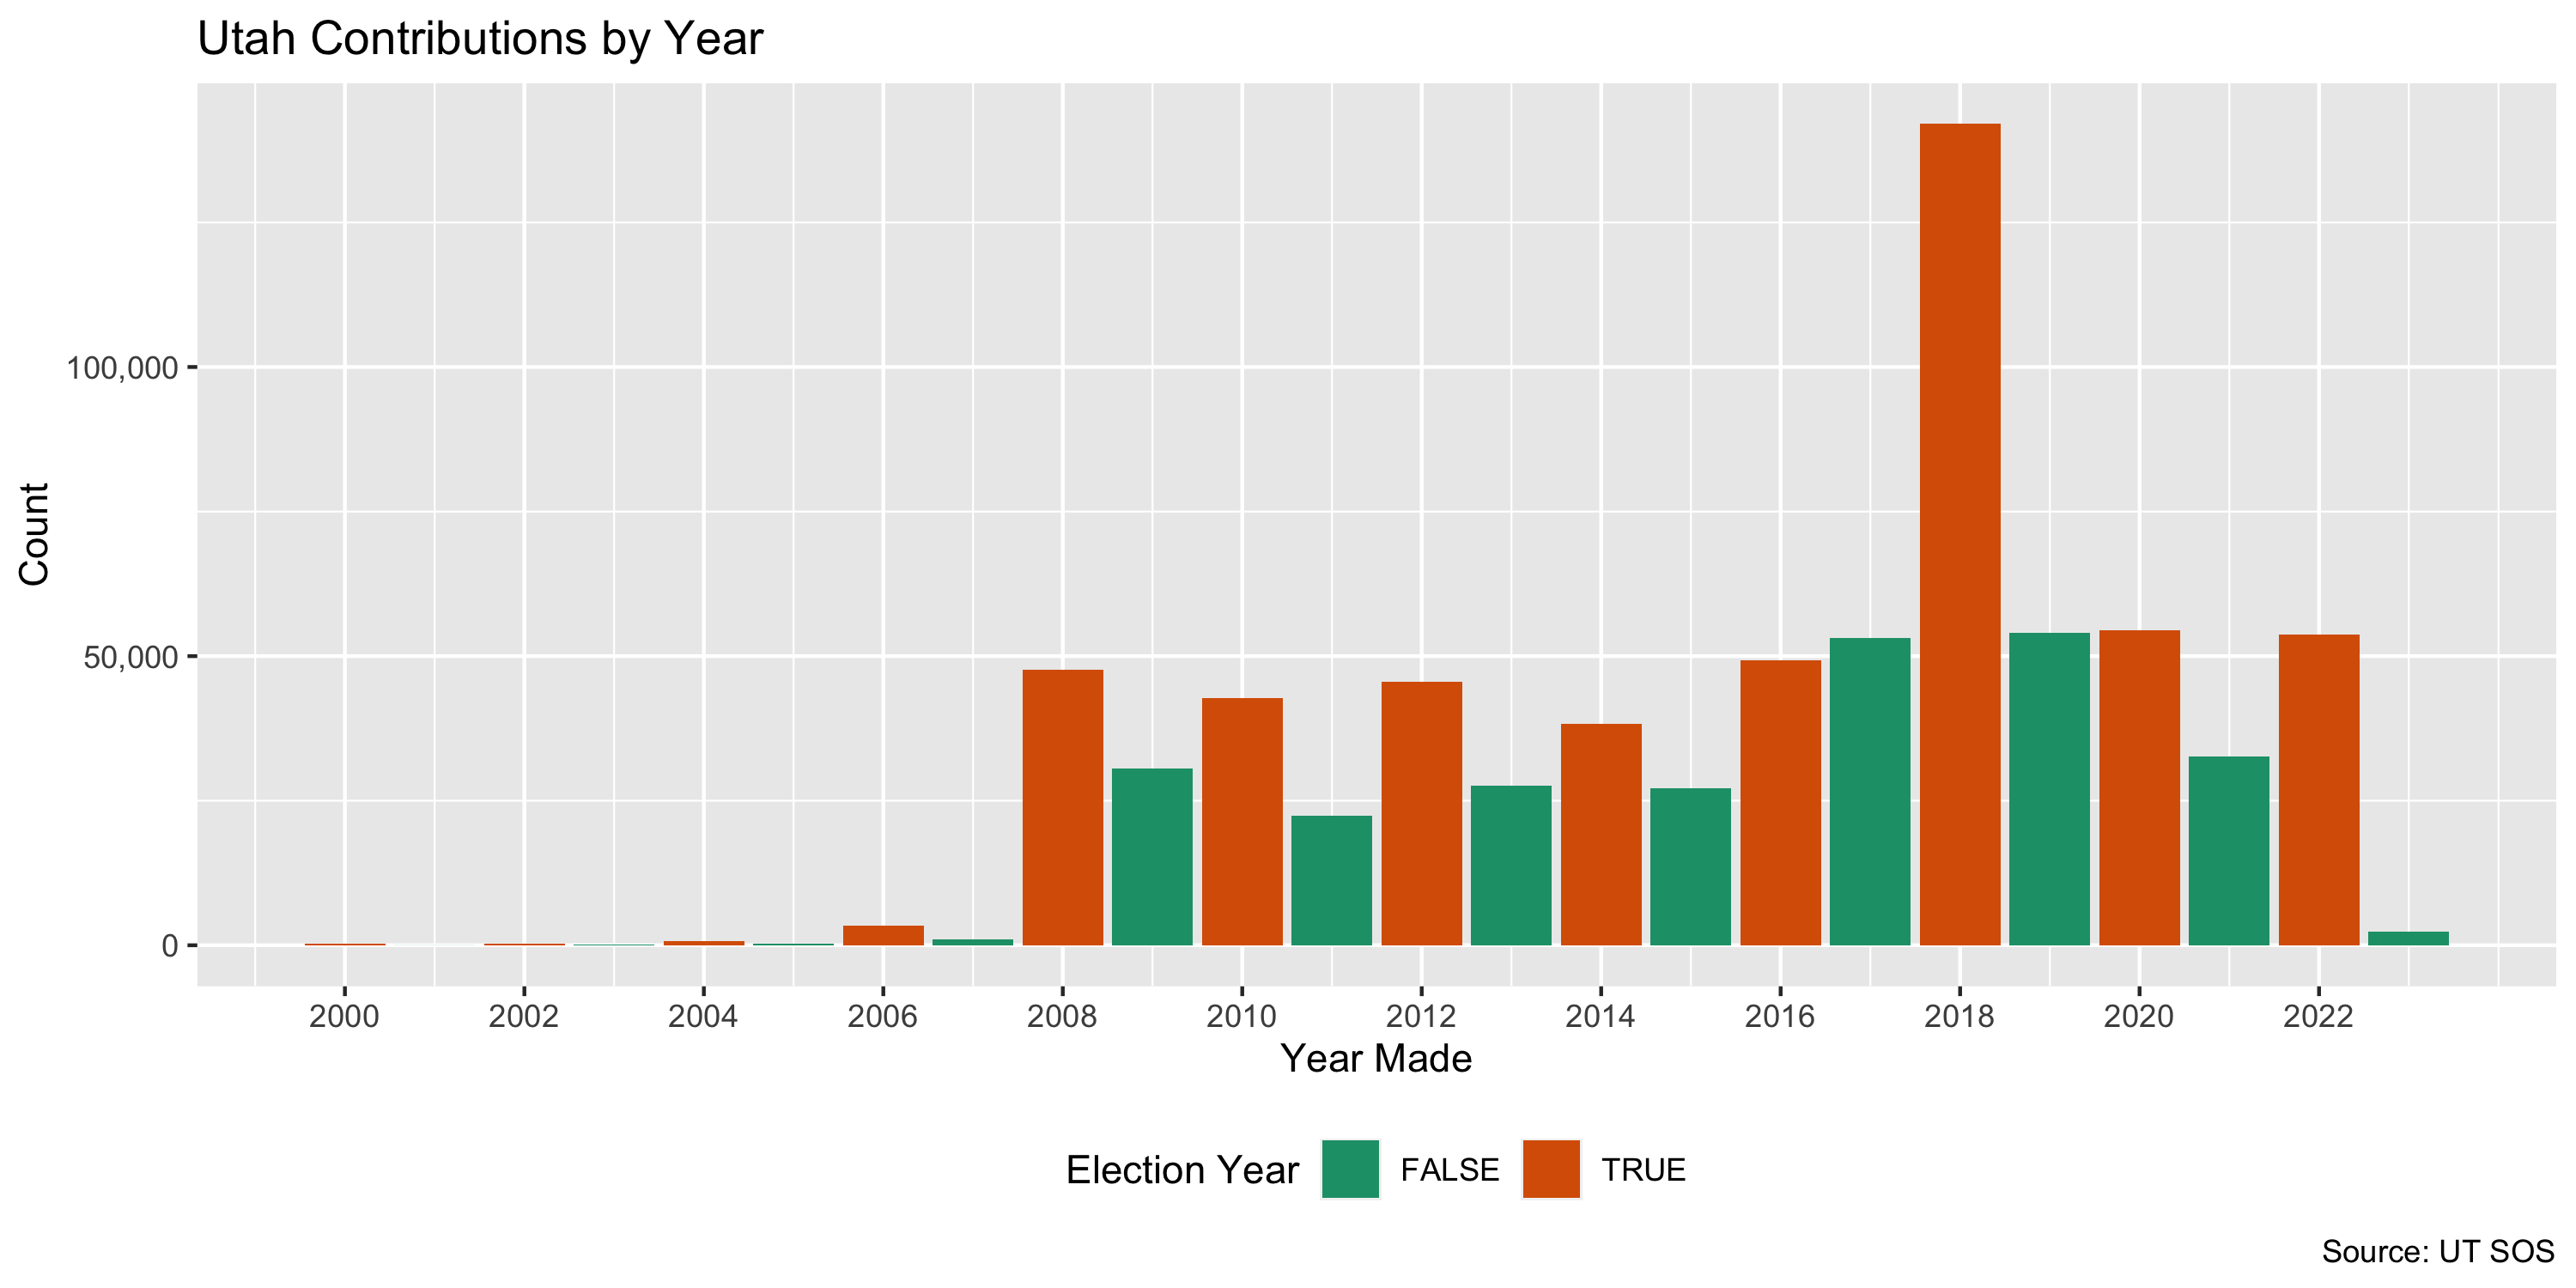 Utah Contributions by Year
Count
100,000
50,000
0
2000 2002 2004 2006 2008 2010 2012 2014 2016 2018 2020 2022
Year Made
Election Year FALSE TRUE
Source: UT SOS